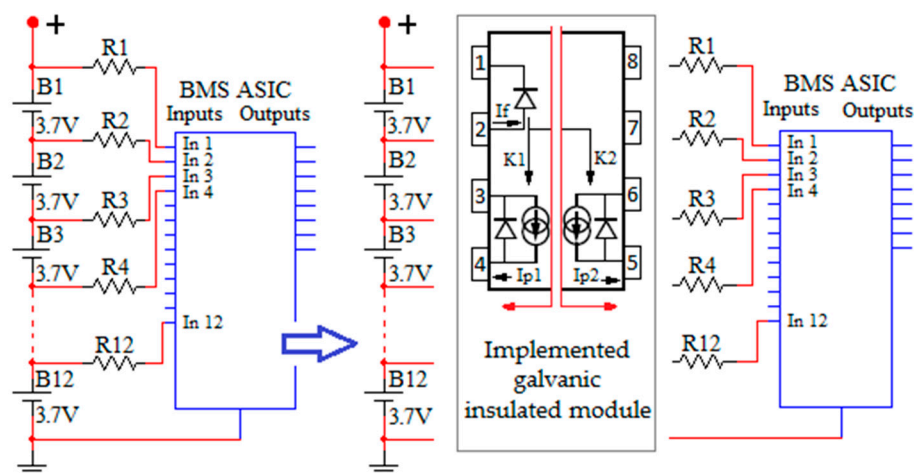 +
R1
B1
BMS ASIC
Inputs Outputs
3.7V
R2
In 1
In 2
In 3
In 4
B2
3.7V
R3
B3
3.7V
R4
In 12
R12
B12
3.7V
+
B1
3.7V
B2
3.7V
B3
3.7V
B12
3.7V
1
2
3
4
8
7
6
5
If
K1
K2
Ip1
Ip2
Implemented
galvanic
insulated module
R1
BMS ASIC
Inputs Outputs
R2
In 1
In 2
In 3
In 4
R3
R4
In 12
R12